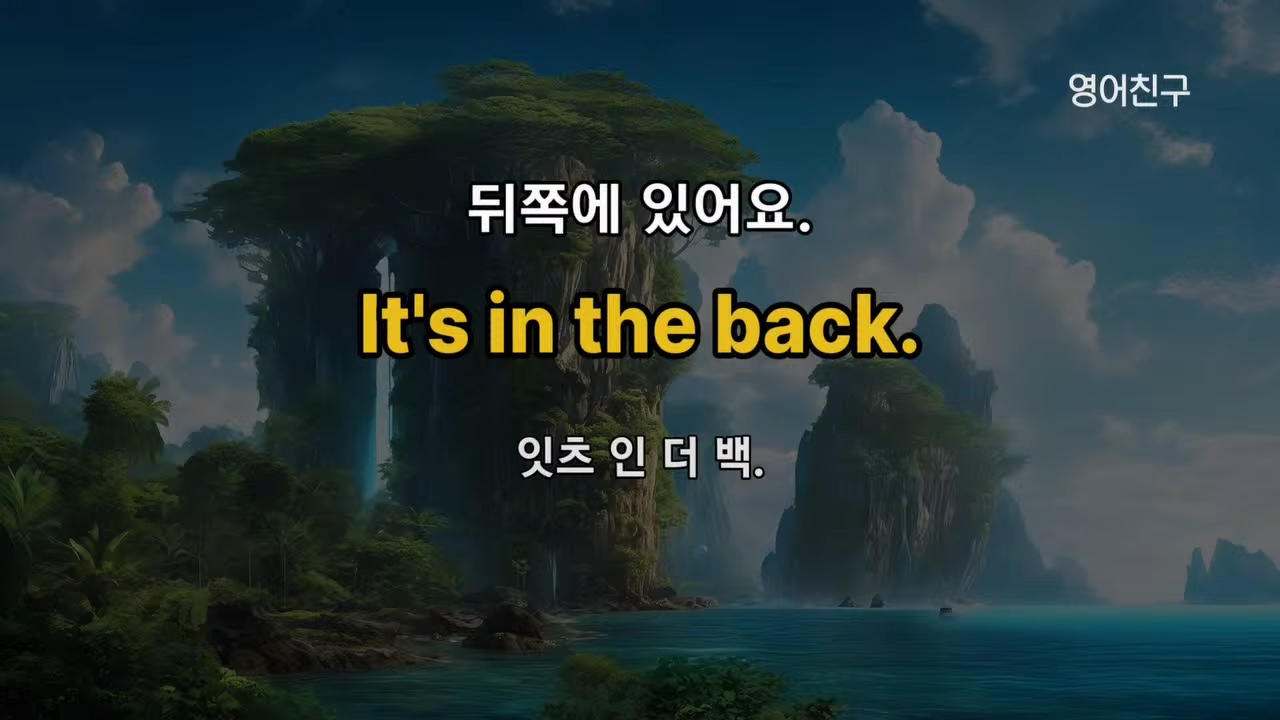 영어친구
뒤쪽에 있어요.
It's in the back.
잇츠 인 더 백.